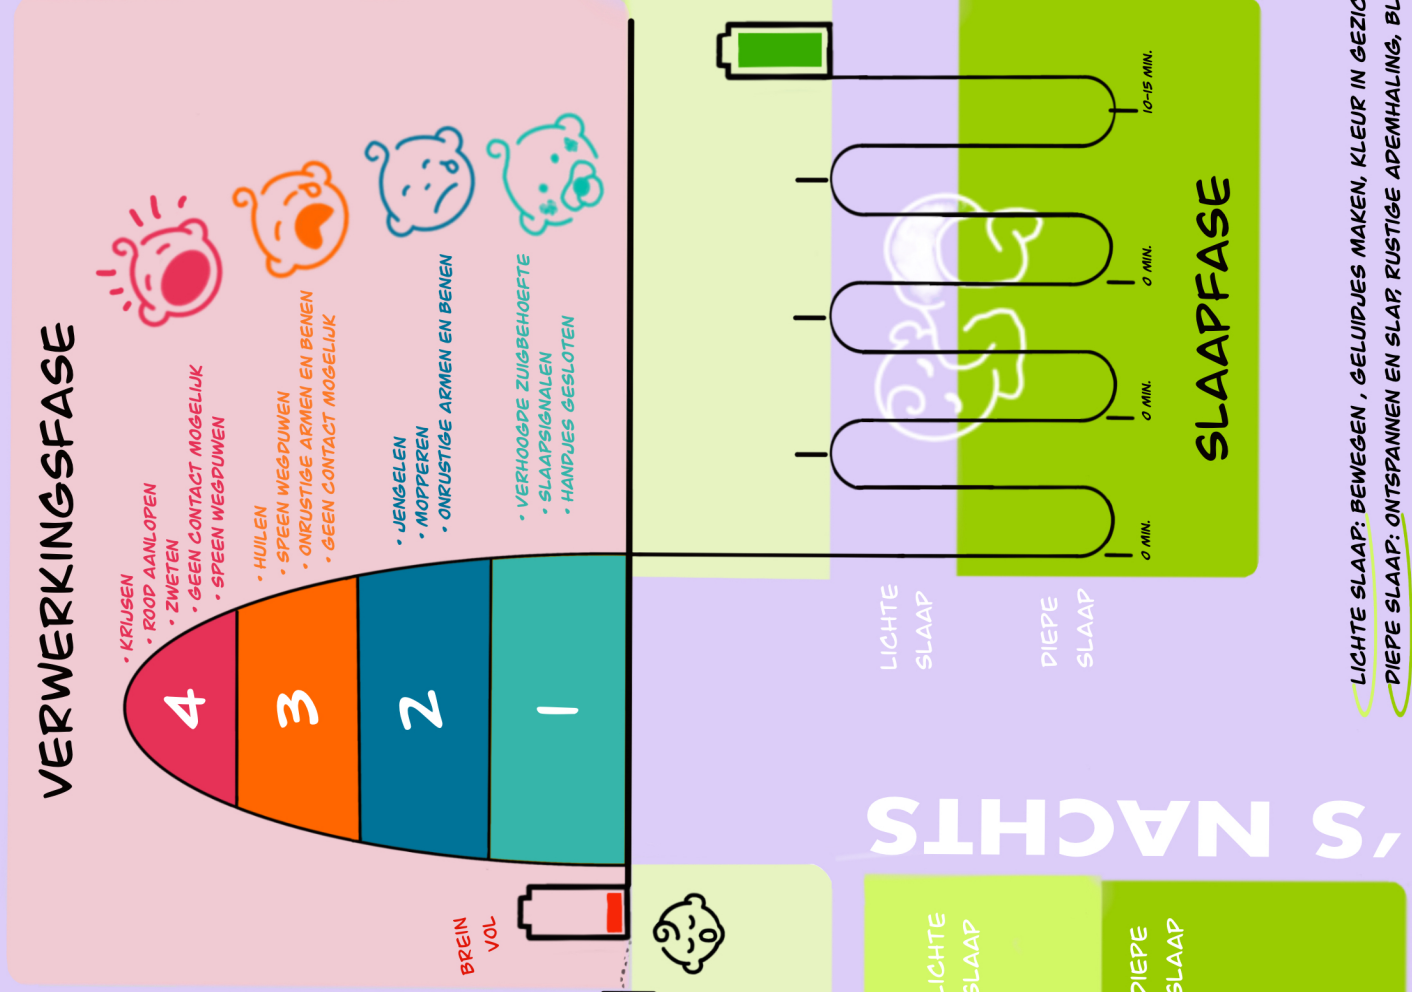 VERWERKINGSFASE
• KRIJSEN
• ROOD AANLOPEN
• ZWETEN
• GEEN CONTACT MOGELIJK
• SPEEN WEGDUWEN
• HUILEN
• SPEEN WEGDUWEN
• ONRUSTIGE ARMEN EN BENEN
• GEEN CONTACT MOGELIJK
• JENGELEN
• MOPPEREN
• ONRUSTIGE ARMEN EN BENEN
• VERHOOGDE ZUIGBEHOEFTE
• SLAAPSIGNALEN
• HANDJES GESLOTEN
4
3
2
1
BREIN
VOL
LICHTE
SLAAP
DIEPE
SLAAP
0 MIN.
0 MIN.
0 MIN.
10-15 MIN.
SLAAPFASE
LICHTE SLAAP: BEWEGEN , GELUIDJES MAKEN, KLEUR IN GEZIC
DIEPE SLAAP: ONTSPANNEN EN SLAP, RUSTIGE ADEMHALING, BL
'S NACHTS
LICHTE
SLAAP
DIEPE
SLAAP